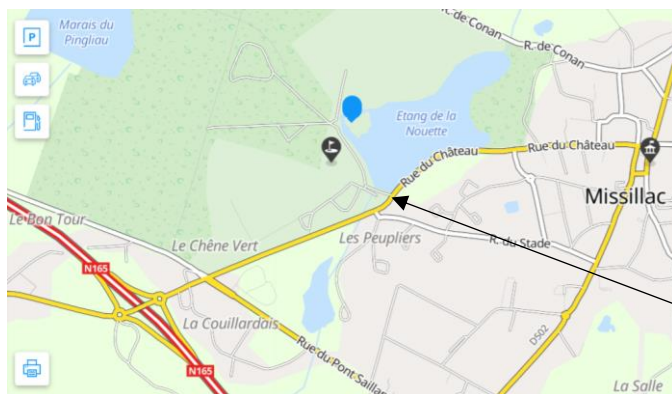 Marais du
Pingliau
P
R. de Conan
R. de Conan
Etang de la
Nouette
Rue du Château
Rue du Château
Missillac
Le Bon Tour
Le Chêne Vert
Les Peupliers
R. du Stade
N165
N165
La Couillardais
Rue du Pont Saillan
D502
La Salle